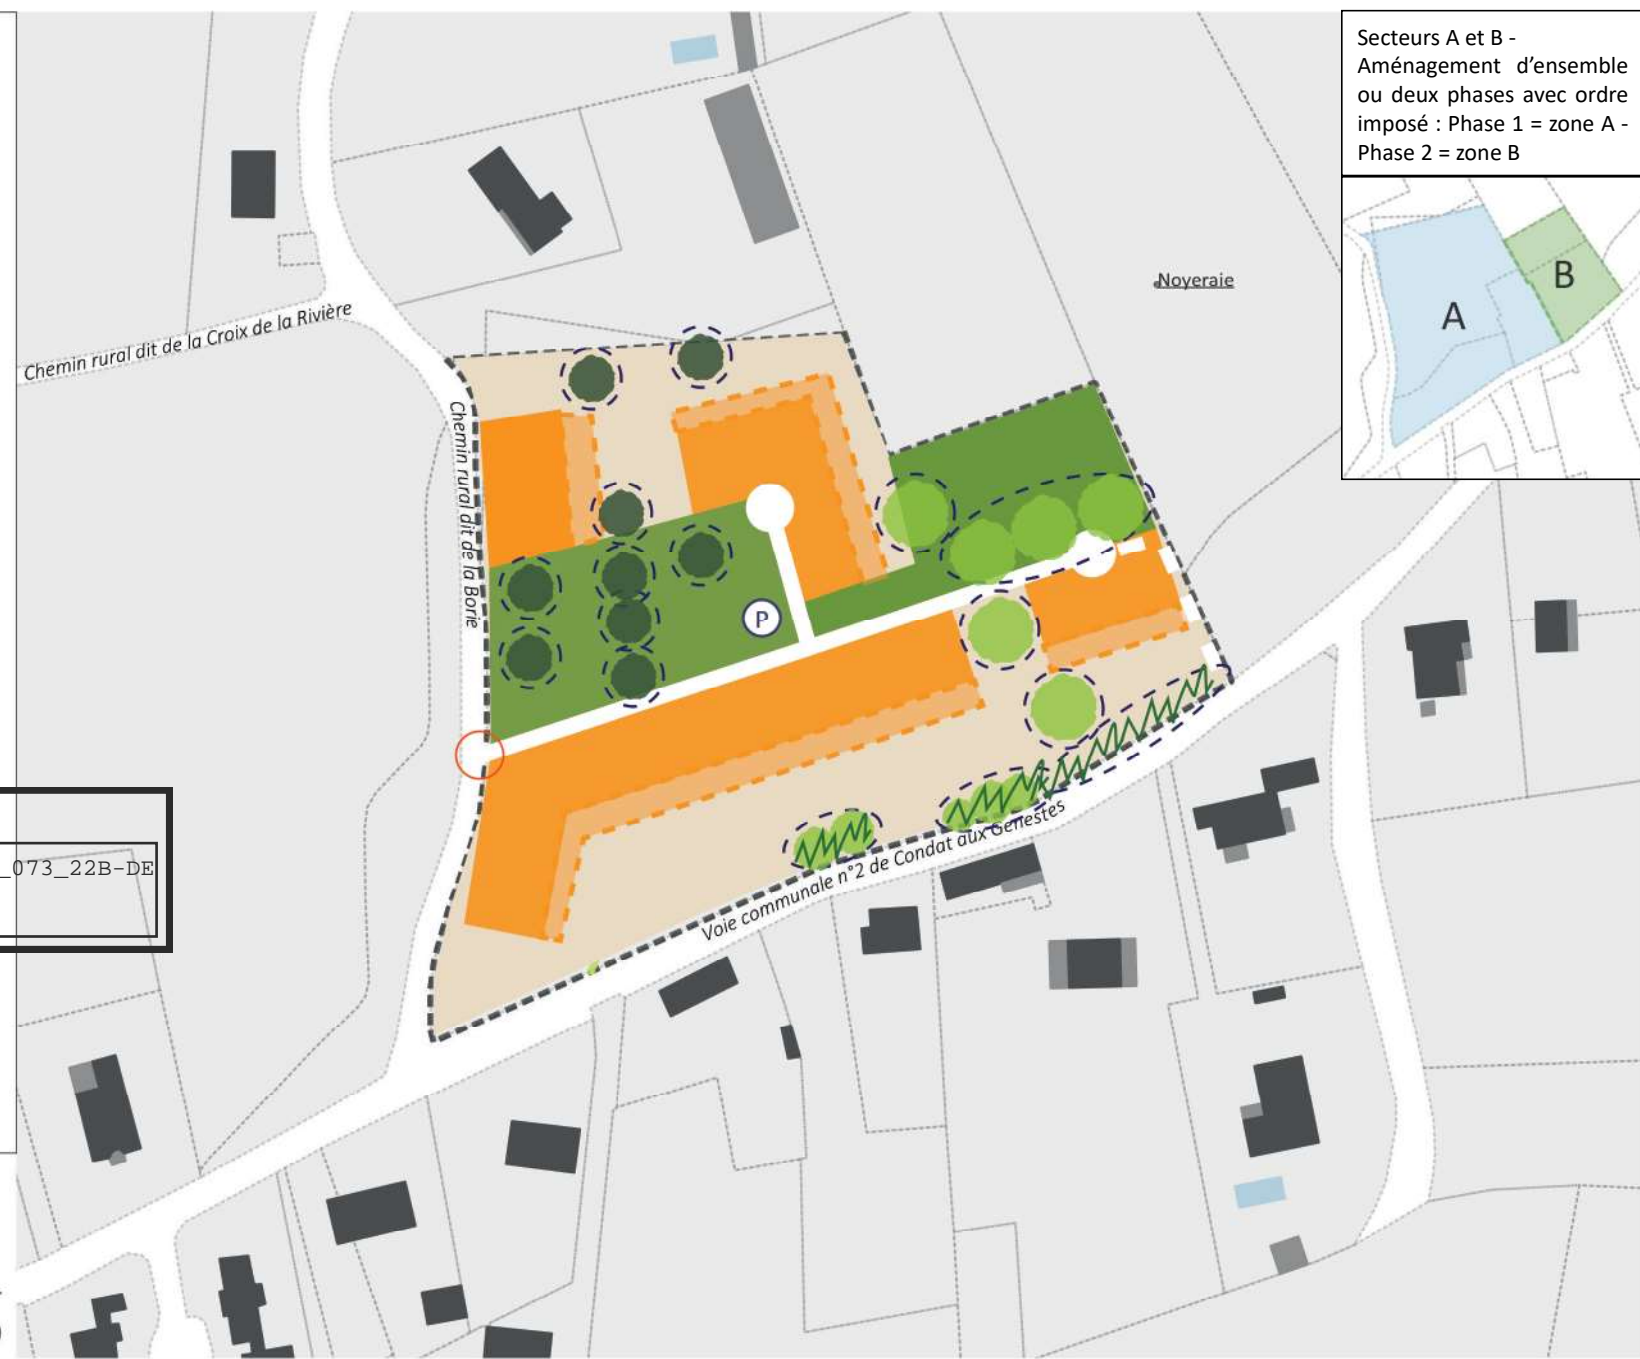 Secteurs A et B -
Aménagement d'ensemble
ou deux phases avec ordre
imposé : Phase 1 = zone A -
Phase 2 = zone B
A
B
Noyeraie
Chemin rural dit de la Croix de la Rivière
Chemin rural dit de la Borie
P
Voie communale n°2 de Condat aux Genestes
_073_22B-DE